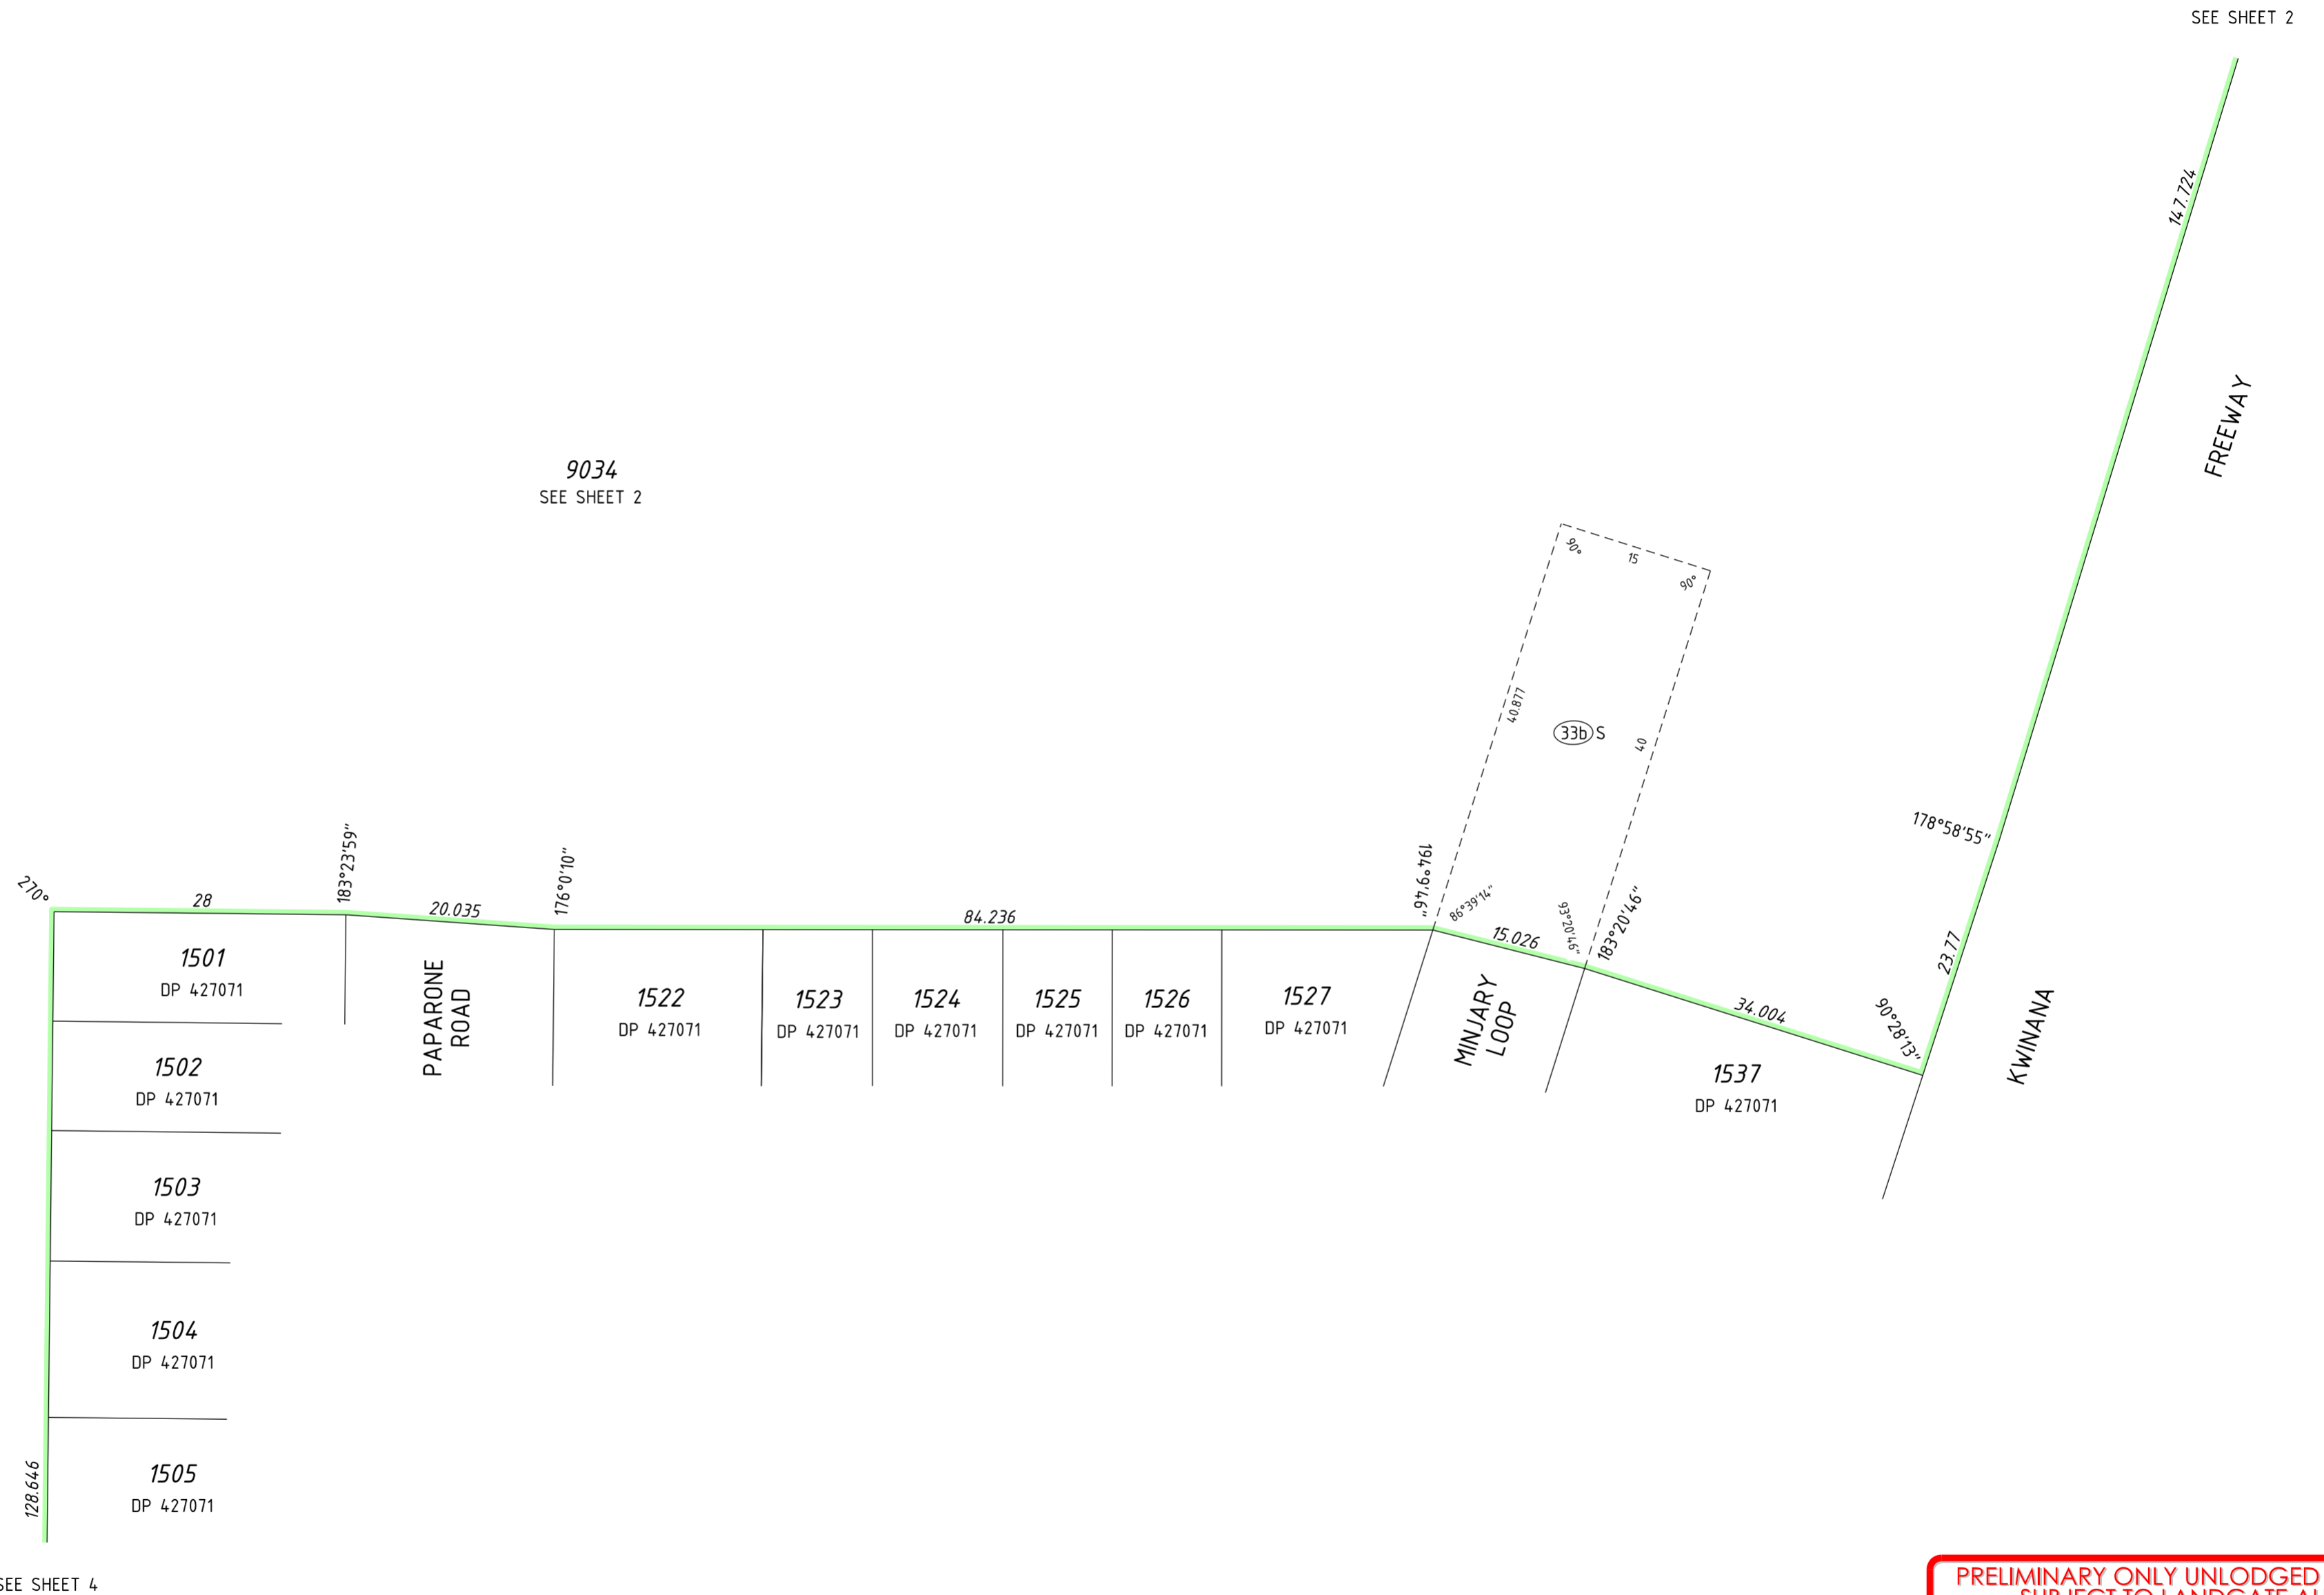 SEE SHEET 2
147.724
FREEWAY
9034
SEE SHEET 2
90°
15
90°
40.877
33b S
40
178°58'55"
270°
28
183°23'59"
20.035
176°0'10"
84.236
194°9'46"
86°39'14"
15.026
93°20'46"
183°20'46"
34.004
90°28'13"
23.77
KWINANA
1501
DP 427071
PAPARONE
ROAD
1522
DP 427071
1523
DP 427071
1524
DP 427071
1525
DP 427071
1526
DP 427071
1527
DP 427071
MINJARY
LOOP
1537
DP 427071
1502
DP 427071
1503
DP 427071
1504
DP 427071
1505
DP 427071
128.646
SEE SHEET 4
PRELIMINARY ONLY UNLODGED
SUBJECT TO LANDGATE